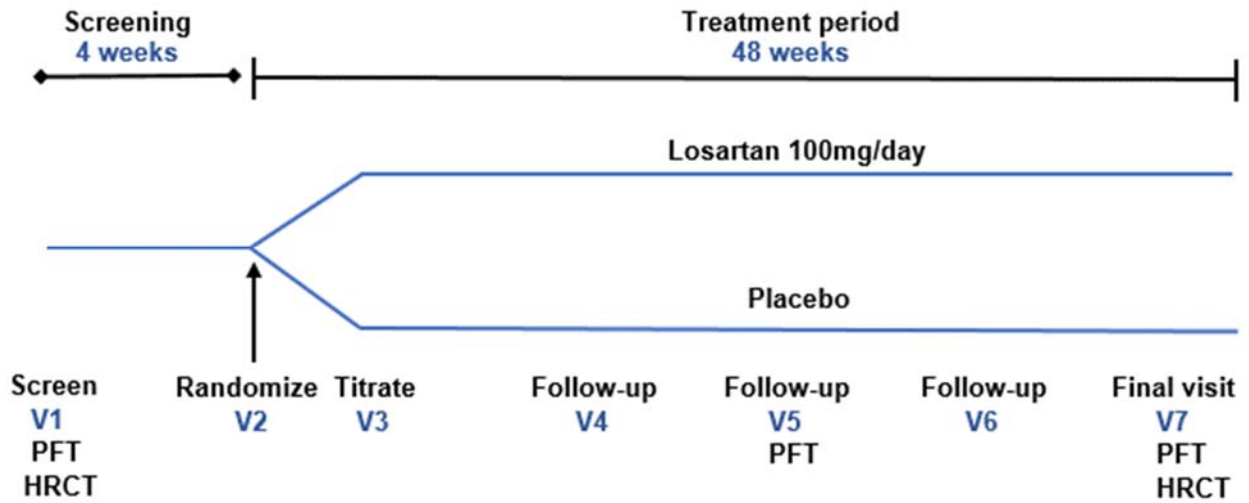 Screening
4 weeks
Treatment period
48 weeks
Losartan 100mg/day
Placebo
Screen
V1
PFT
HRCT
Randomize
V2
Titrate
V3
Follow-up
V4
Follow-up
V5
PFT
Follow-up
V6
Final visit
V7
PFT
HRCT